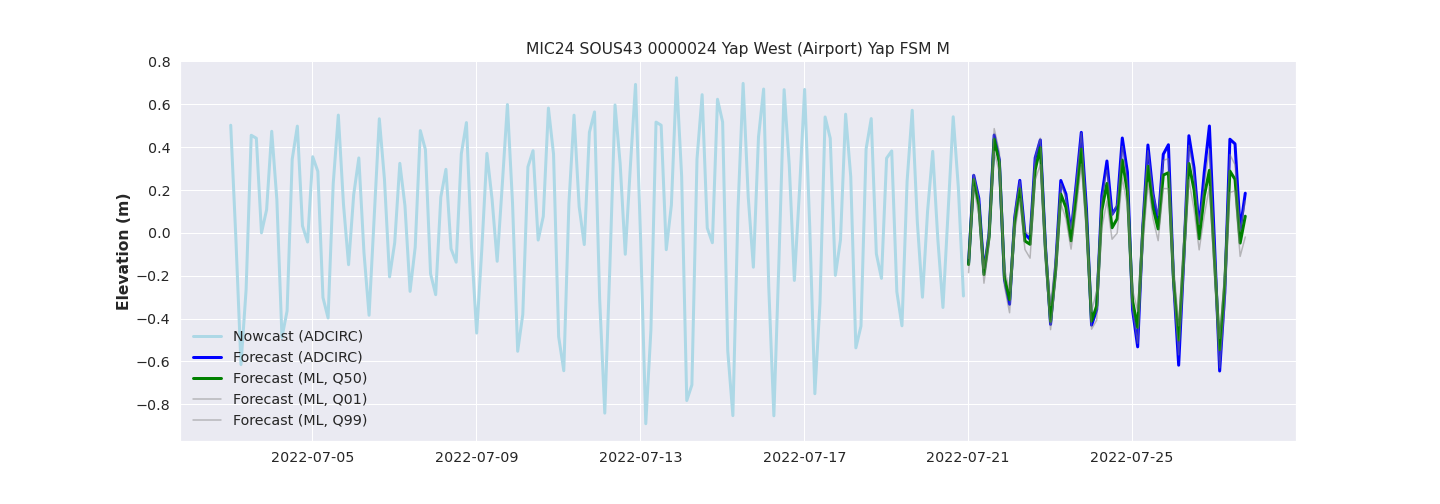 MIC24 SOUS43 0000024 Yap West (Airport) Yap FSM M
Elevation (m)
0.8
0.6
0.4
0.2
0.0
−0.2
−0.4
−0.6
−0.8
Nowcast (ADCIRC)
Forecast (ADCIRC)
Forecast (ML, Q50)
Forecast (ML, Q01)
Forecast (ML, Q99)
2022-07-05 2022-07-09 2022-07-13 2022-07-17 2022-07-21 2022-07-25